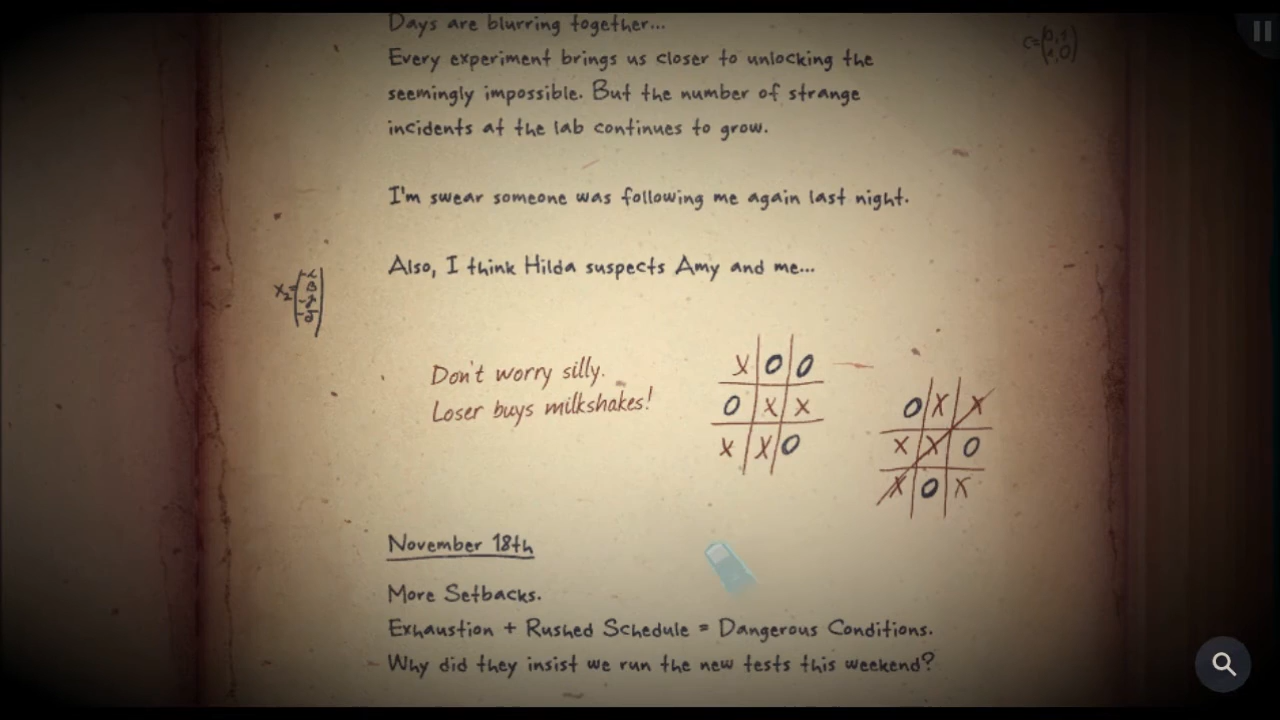 Days are blurring together...
Every experiment brings us closer to unlocking the
seemingly impossible. But the number of strange
incidents at the lab continues to grow.
I'm swear someone was following me again last night.
Also, I think Hilda suspects Amy and me...
Don't worry silly.
Loser buys milkshakes!
X O O
O X X
X X O
O X X
X X O
X O X
November 18th
More Setbacks.
Exhaustion + Rushed Schedule = Dangerous Conditions.
Why did they insist we run the new tests this weekend?